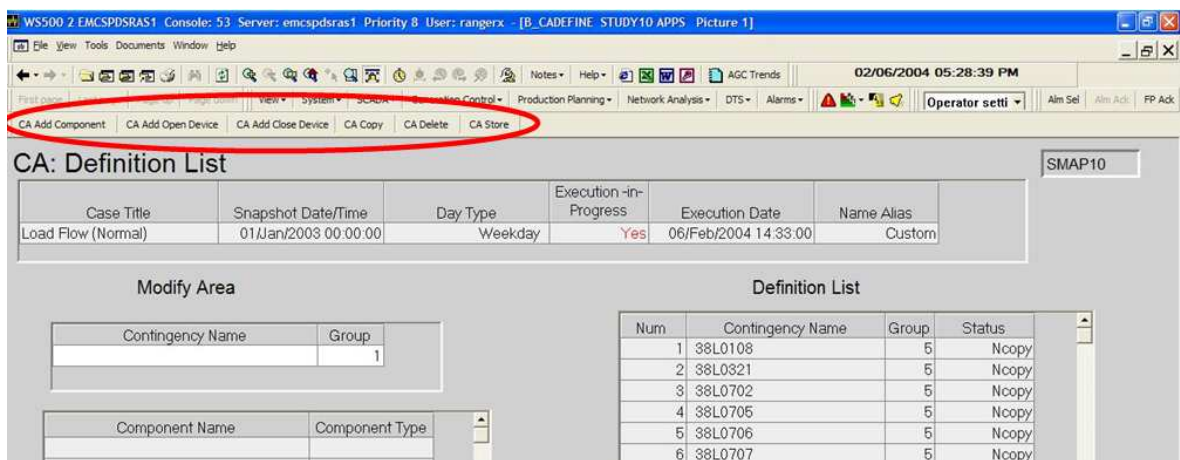 WS500 2 EMCSPDSRAS1 Console: 53 Server: emcspdsras1 Priority 8 User: rangerx - [B_CADEFINE STUDY10 APPS Picture 1]
File View Tools Documents Window Help
Notes Help AGC Trends 02/06/2004 05:28:39 PM
First page View System SCADA Generation Control Production Planning Network Analysis DTS Alarms Operator setti Alm Sel Alm Ack FP Ack
CA Add Component CA Add Open Device CA Add Close Device CA Copy CA Delete CA Store
CA: Definition List
SMAP10
Case Title Snapshot Date/Time Day Type Execution -in-Progress Execution Date Name Alias
Load Flow (Normal) 01/Jan/2003 00:00:00 Weekday Yes 06/Feb/2004 14:33:00 Custom
Modify Area
Definition List
Contingency Name Group
1
Component Name Component Type
Num Contingency Name Group Status
1 38L0108 5 Ncopy
2 38L0321 5 Ncopy
3 38L0702 5 Ncopy
4 38L0705 5 Ncopy
5 38L0706 5 Ncopy
6 38L0707 5 Ncopy